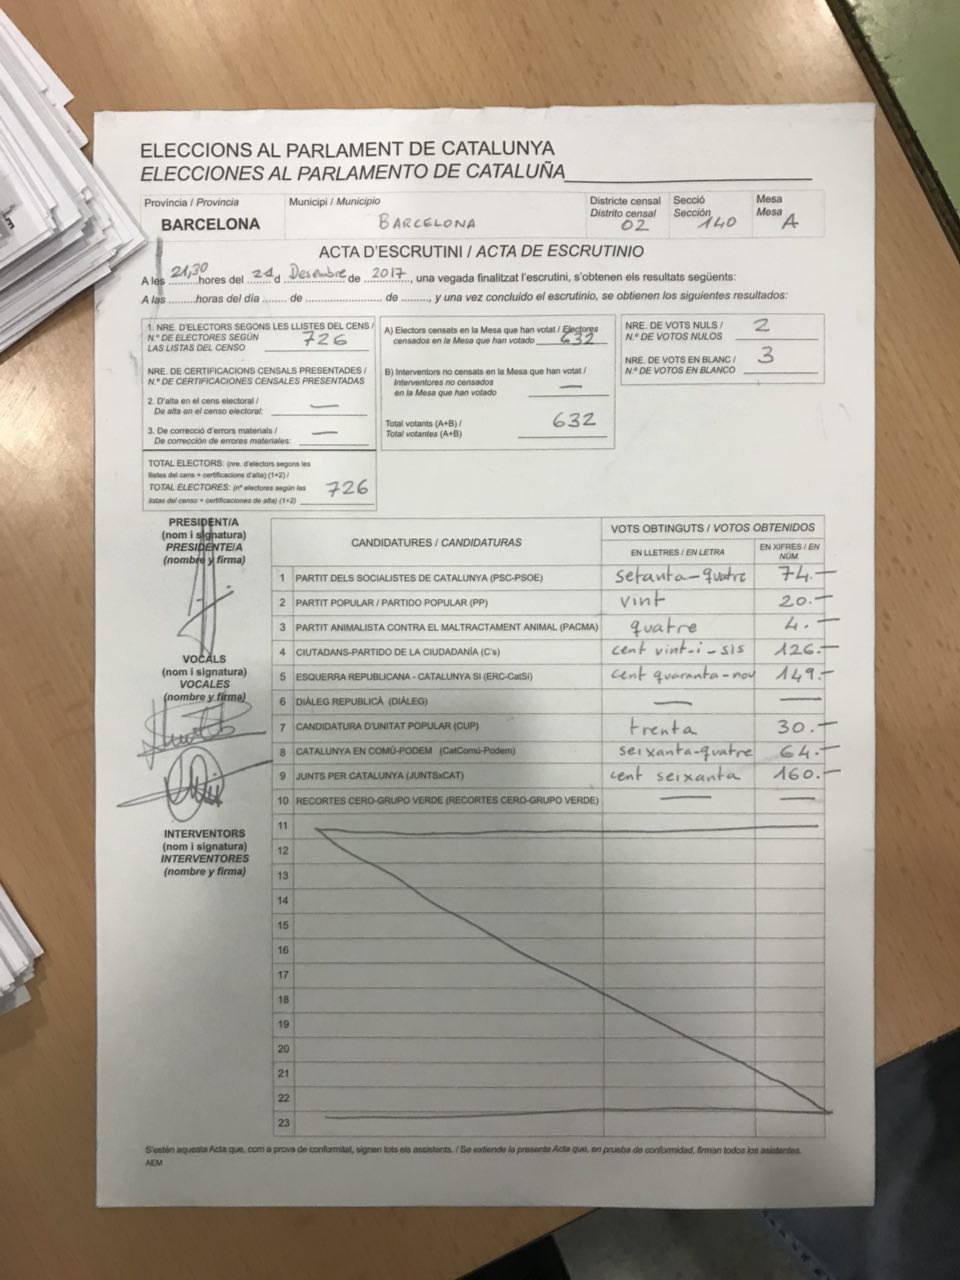 ELECCIONS AL PARLAMENT DE CATALUNYA
ELECCIONES AL PARLAMENTO DE CATALUÑA
Província / Provincia
BARCELONA
Municipi / Municipio
BARCELONA
Districte censal
Distrito censal
02
Secció
Sección
140
Mesa
Mesa
A
ACTA D'ESCRUTINI / ACTA DE ESCRUTINIO
A les 21,30 hores del 21 d Desembre de 2017, una vegada finalitzat l'escrutini, s'obtenen els resultats següents:
A las ........horas del día ....... de ...................... de ........, y una vez concluido el escrutinio, se obtienen los siguientes resultados:
1. NRE. D'ELECTORS SEGONS LES LLISTES DEL CENS /
N.º DE ELECTORES SEGÚN
LAS LISTAS DEL CENSO
726
NRE. DE CERTIFICACIONS CENSALS PRESENTADES /
N.º DE CERTIFICACIONES CENSALES PRESENTADAS
2. D'alta en el cens electoral /
De alta en el censo electoral: —
3. De correcció d'errors materials /
De corrección de errores materiales: —
TOTAL ELECTORS: (nre. d'electors segons les
llistes del cens + certificacions d'alta) (1+2) /
TOTAL ELECTORES: (nº electores según las
listas del censo + certificaciones de alta) (1+2)
726
A) Electors censats en la Mesa que han votat / Electores
censados en la Mesa que han votado 632
B) Interventors no censats en la Mesa que han votat /
Interventores no censados
en la Mesa que han votado —
Total votants (A+B) /
Total votantes (A+B)
632
NRE. DE VOTS NULS /
N.º DE VOTOS NULOS 2
NRE. DE VOTS EN BLANC /
N.º DE VOTOS EN BLANCO 3
PRESIDENT/A
(nom i signatura)
PRESIDENTE/A
(nombre y firma)
VOCALS
(nom i signatura)
VOCALES
(nombre y firma)
INTERVENTORS
(nom i signatura)
INTERVENTORES
(nombre y firma)
CANDIDATURES / CANDIDATURAS
VOTS OBTINGUTS / VOTOS OBTENIDOS
EN LLETRES / EN LETRA
EN XIFRES / EN NÚM.
1 PARTIT DELS SOCIALISTES DE CATALUNYA (PSC-PSOE) setanta-quatre 74.—
2 PARTIT POPULAR / PARTIDO POPULAR (PP) vint 20.—
3 PARTIT ANIMALISTA CONTRA EL MALTRACTAMENT ANIMAL (PACMA) quatre 4.—
4 CIUTADANS-PARTIDO DE LA CIUDADANÍA (C's) cent vint-i-sis 126.—
5 ESQUERRA REPUBLICANA - CATALUNYA SÍ (ERC-CatSí) cent quaranta-nou 149.—
6 DIÀLEG REPUBLICÀ (DIÀLEG) — —
7 CANDIDATURA D'UNITAT POPULAR (CUP) trenta 30.—
8 CATALUNYA EN COMÚ-PODEM (CatComú-Podem) seixanta-quatre 64.—
9 JUNTS PER CATALUNYA (JUNTSxCAT) cent seixanta 160.—
10 RECORTES CERO-GRUPO VERDE (RECORTES CERO-GRUPO VERDE) — —
11
12
13
14
15
16
17
18
19
20
21
22
23
S'estén aquesta Acta que, com a prova de conformitat, signen tots els assistents. / Se extiende la presente Acta que, en prueba de conformidad, firman todos los asistentes.
AEM